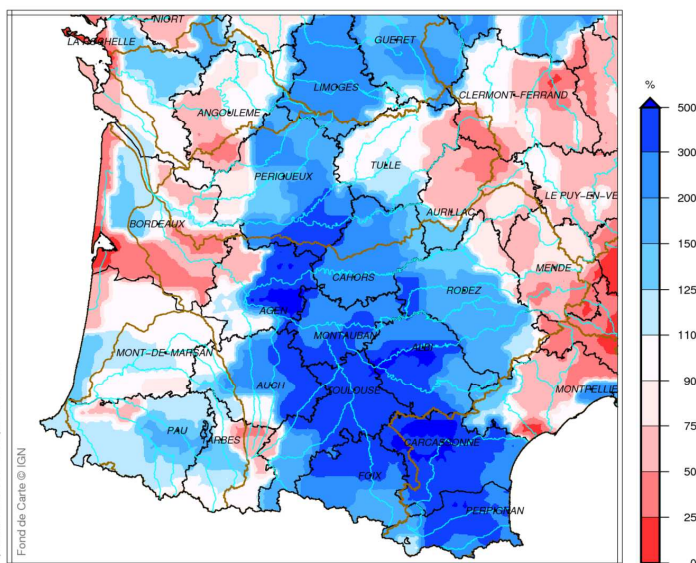 NIORT
LA ROCHELLE
GUERET
%
LIMOGES
CLERMONT-FERRAND
500
ANGOULEME
300
TULLE
PERIGUEUX
LE PUY-EN-VE
200
AURILLAC
BORDEAUX
150
MENDE
CAHORS
RODEZ
125
AGEN
110
MONTAUBAN
ALBI
MONT-DE-MARSAN
AUCH
TOULOUSE
MONTPELLIE
90
PAU
TARBES
CARCASSONNE
75
FOIX
50
PERPIGNAN
25
0
Fond de Carte © IGN